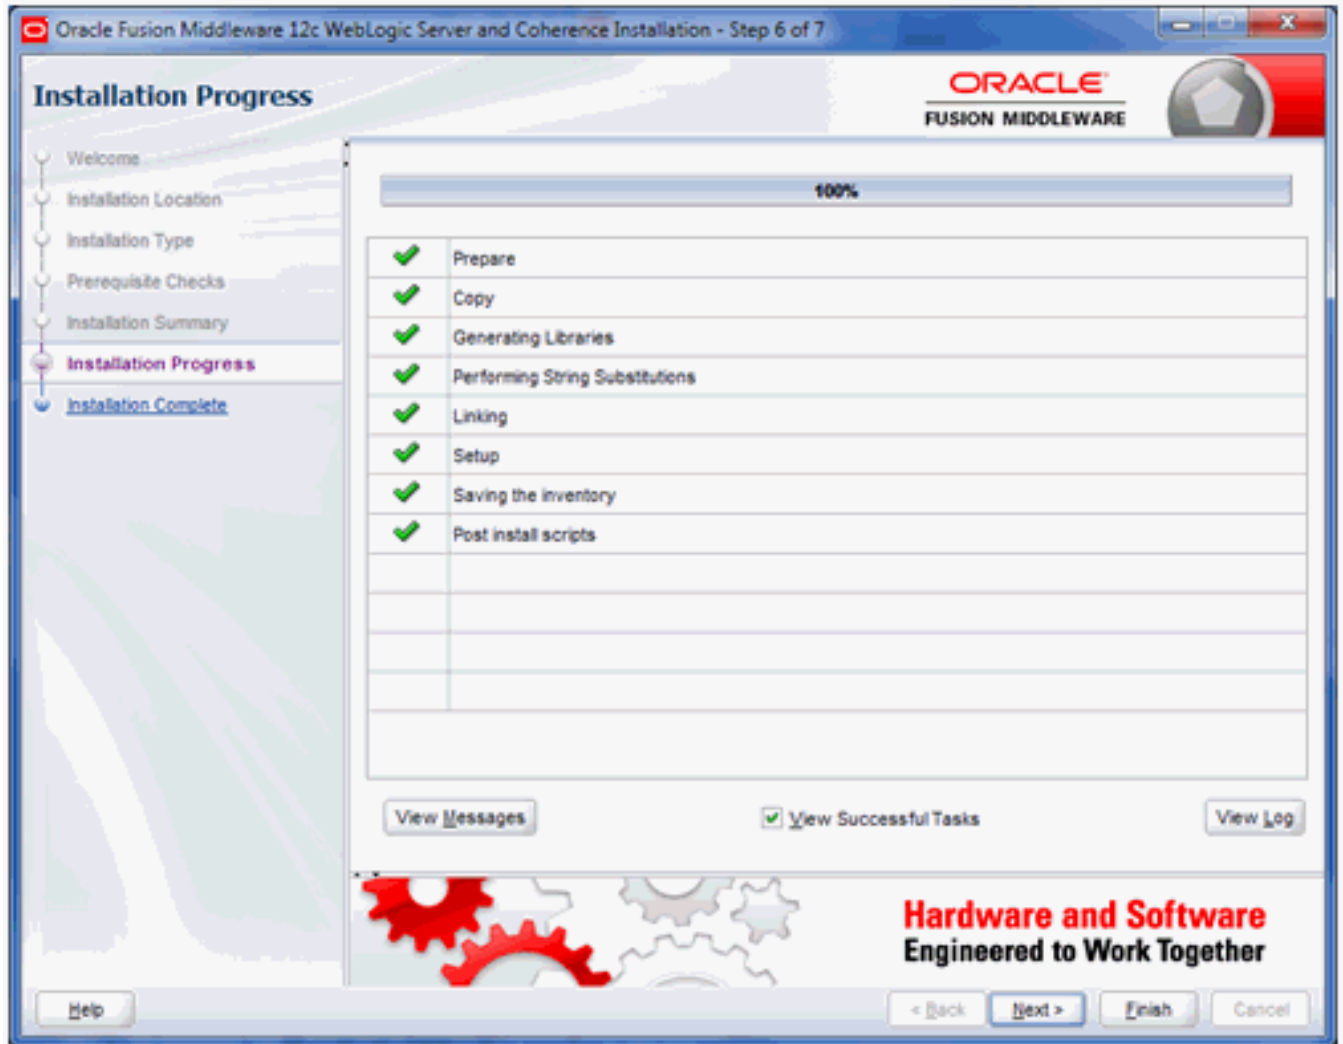 Oracle Fusion Middleware 12c WebLogic Server and Coherence Installation - Step 6 of 7
Installation Progress
ORACLE
FUSION MIDDLEWARE
Welcome
Installation Location
Installation Type
Prerequisite Checks
Installation Summary
Installation Progress
Installation Complete
100%
Prepare
Copy
Generating Libraries
Performing String Substitutions
Linking
Setup
Saving the inventory
Post install scripts
View Messages
View Successful Tasks
View Log
Hardware and Software
Engineered to Work Together
Help
< Back
Next >
Finish
Cancel